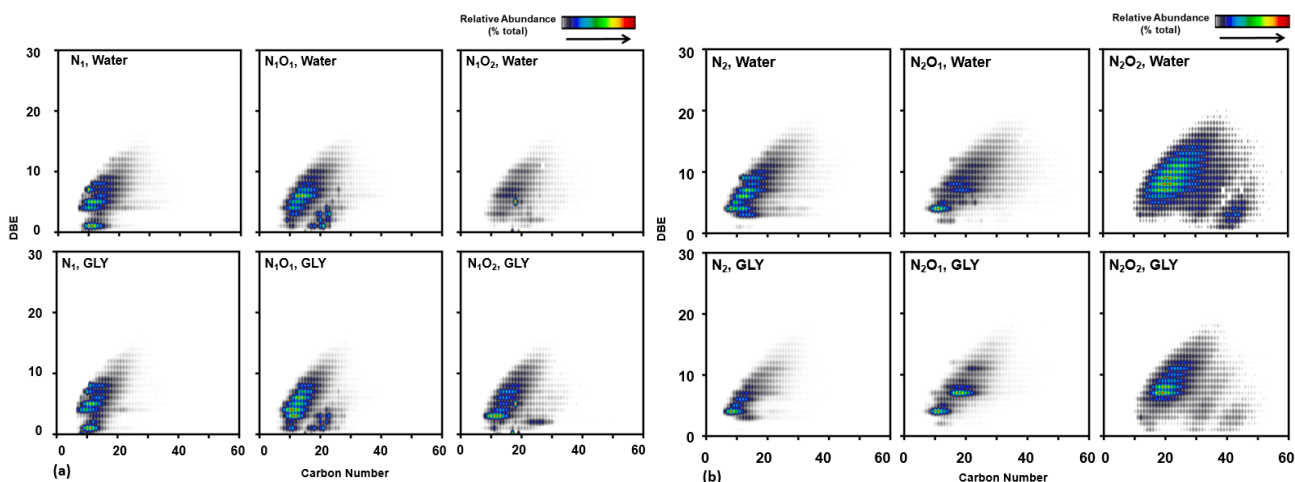 Relative Abundance
(% total)
30
20
10
0
DBE
N₁, Water
N₁O₁, Water
N₁O₂, Water
30
20
10
0
N₁, GLY
N₁O₁, GLY
N₁O₂, GLY
0 20 40 60 0 20 40 60 0 20 40 60
(a)
Carbon Number
Relative Abundance
(% total)
30
20
10
0
DBE
N₂, Water
N₂O₁, Water
N₂O₂, Water
30
20
10
0
N₂, GLY
N₂O₁, GLY
N₂O₂, GLY
0 20 40 60 0 20 40 60 0 20 40 60
(b)
Carbon Number